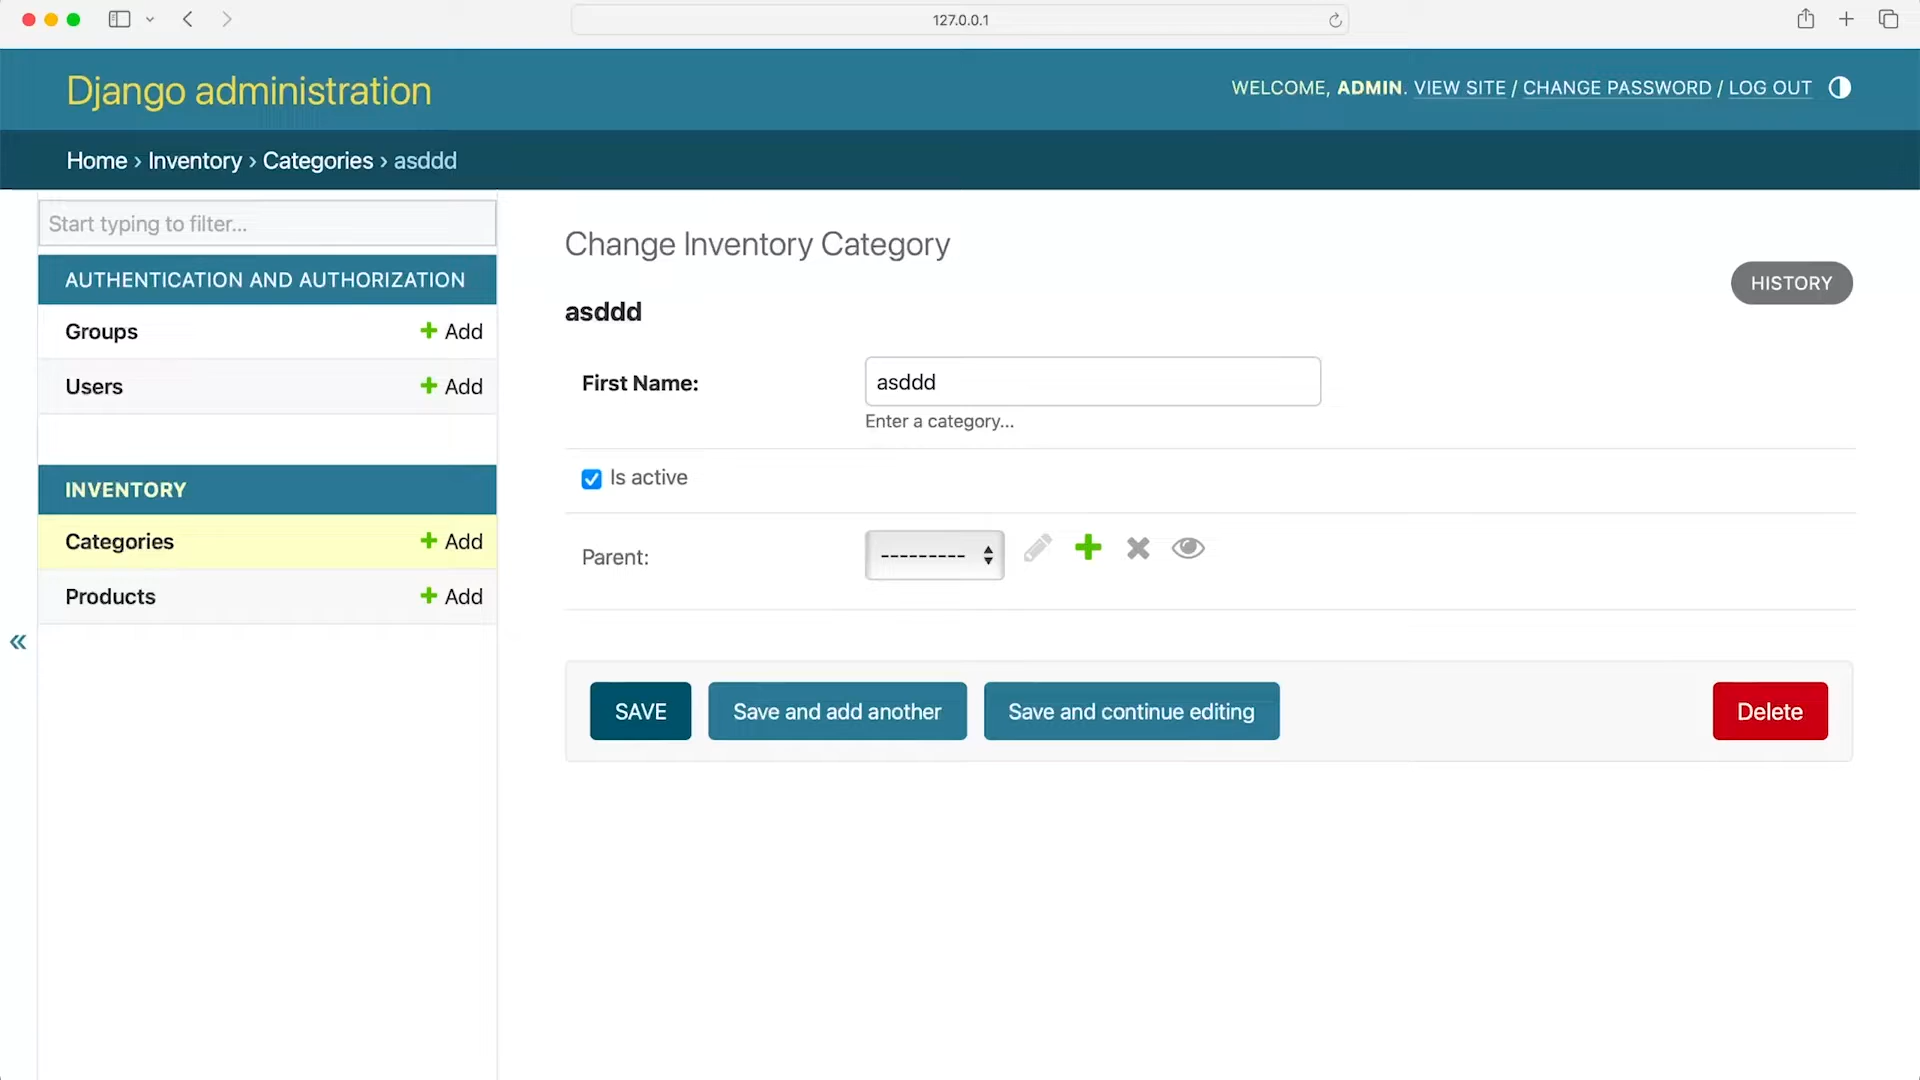 127.0.0.1
Django administration
WELCOME, ADMIN. VIEW SITE / CHANGE PASSWORD / LOG OUT
Home › Inventory › Categories › asddd
Start typing to filter...
AUTHENTICATION AND AUTHORIZATION
Groups Add
Users Add
INVENTORY
Categories Add
Products Add
«
Change Inventory Category
HISTORY
asddd
First Name: asddd
Enter a category...
Is active
Parent: ---------
SAVE Save and add another Save and continue editing Delete